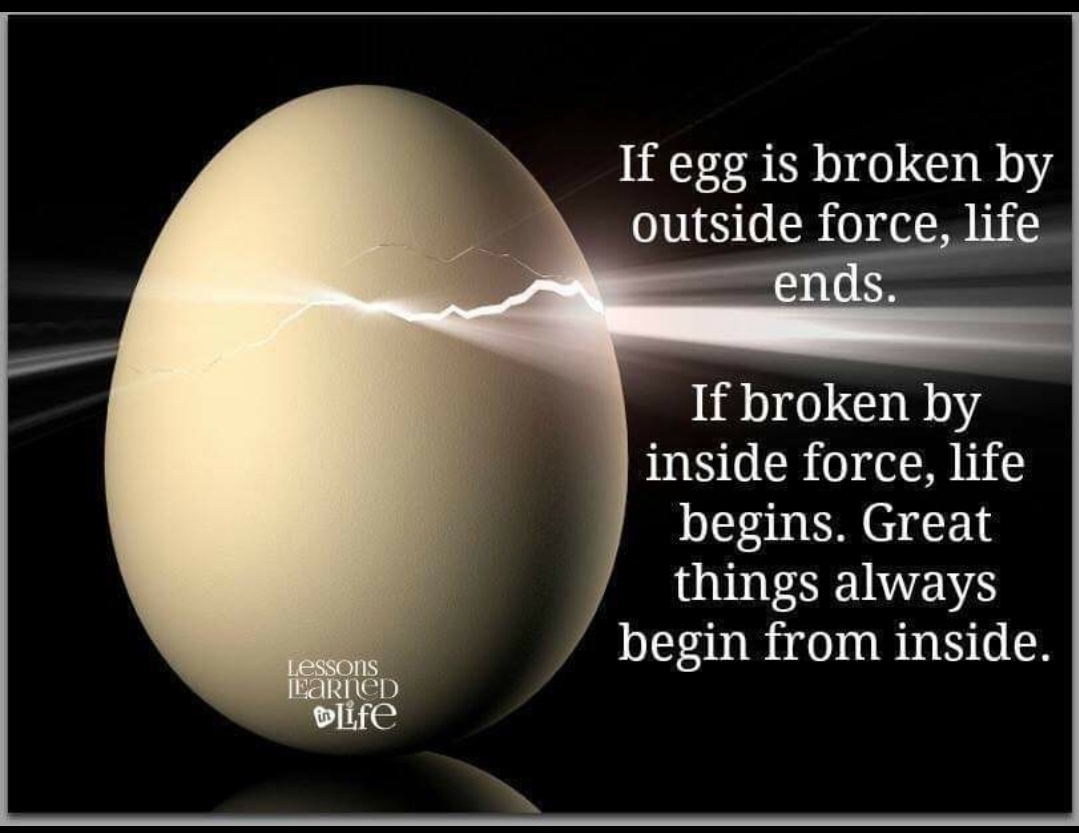 If egg is broken by
outside force, life
ends.
If broken by
inside force, life
begins. Great
things always
begin from inside.
Lessons
Learned
in Life